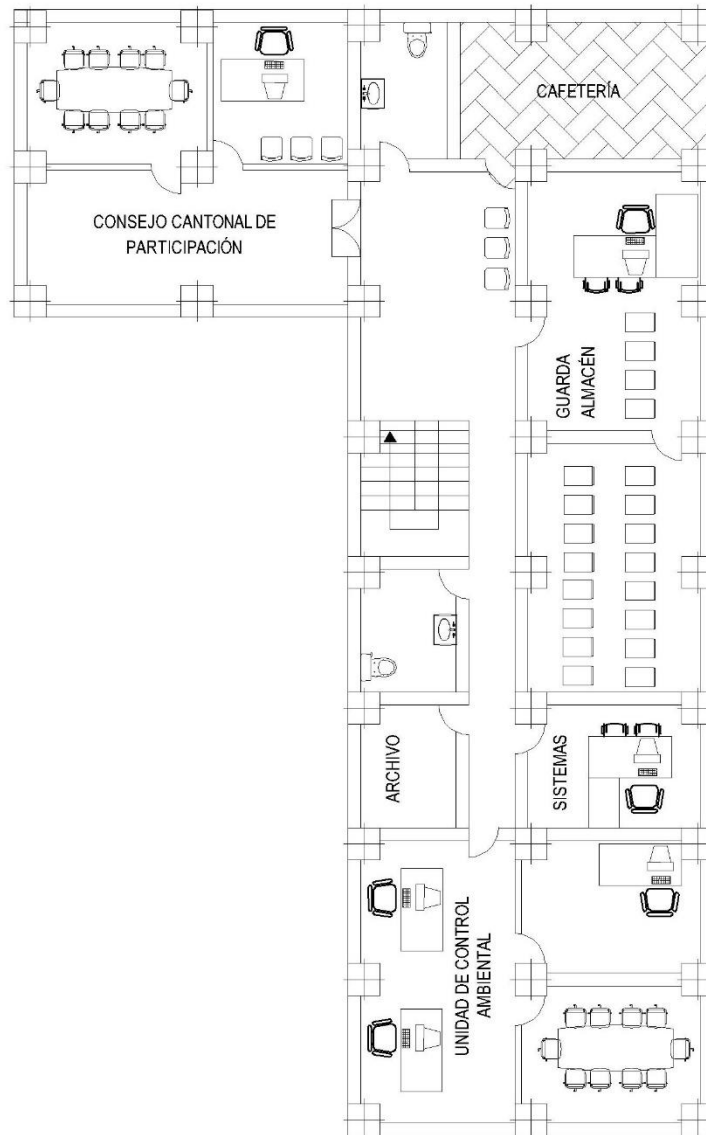 CAFETERÍA
CONSEJO CANTONAL DE
PARTICIPACIÓN
GUARDA
ALMACÉN
ARCHIVO
SISTEMAS
UNIDAD DE CONTROL
AMBIENTAL